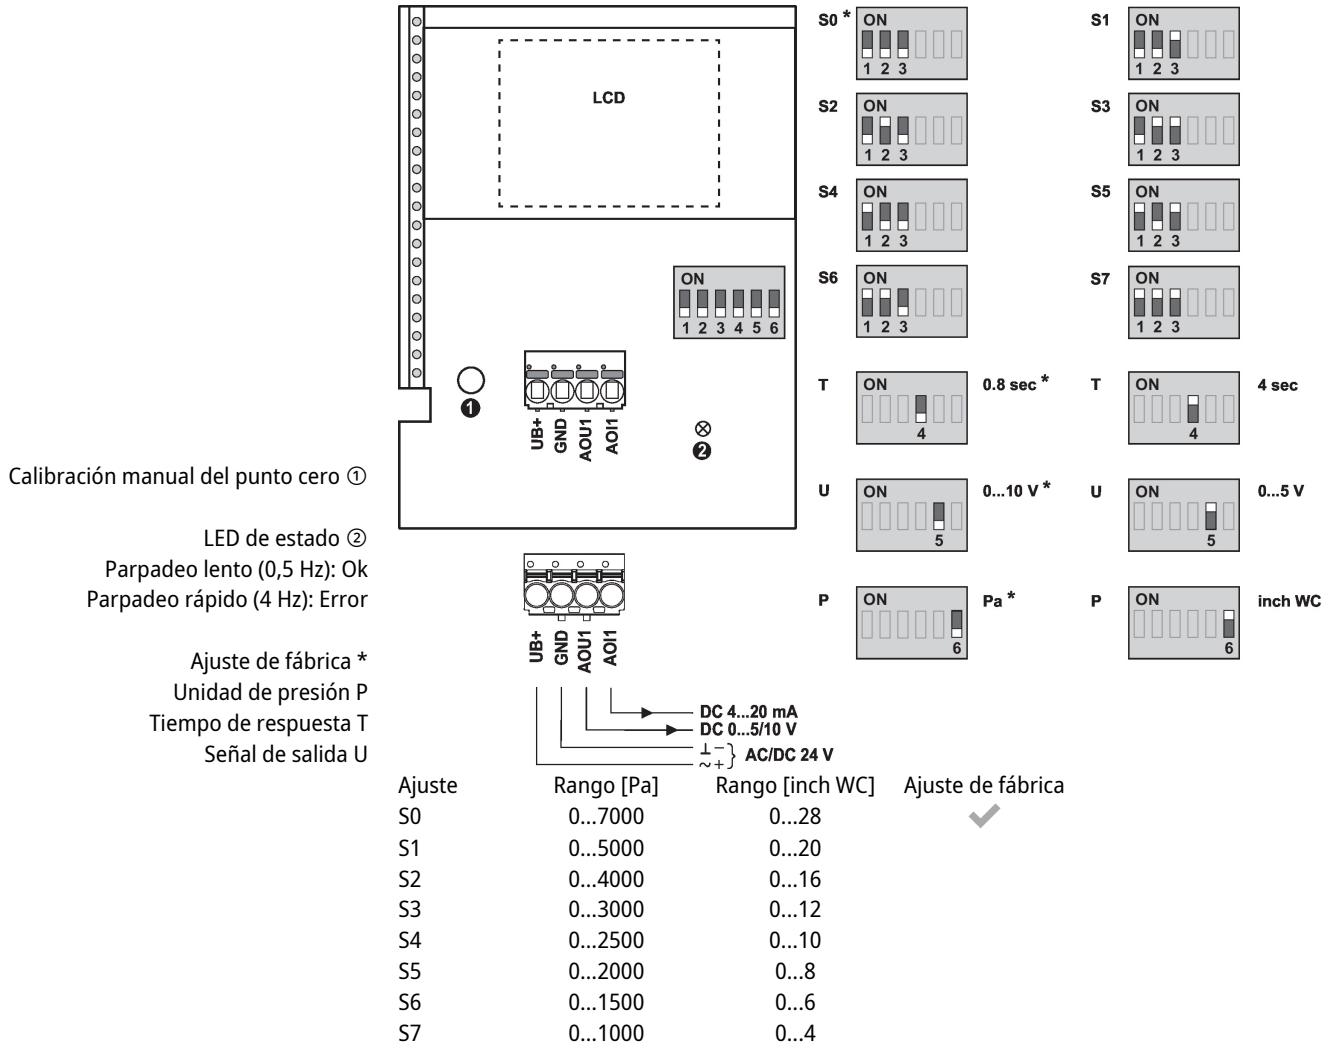 LCD
ON
1 2 3 4 5 6
❶
UB+
GND
AOU1
AOI1
❷
UB+
GND
AOU1
AOI1
DC 4...20 mA
DC 0...5/10 V
⊥ −
~ +
AC/DC 24 V
S0 *
ON
1 2 3
S1
ON
1 2 3
S2
ON
1 2 3
S3
ON
1 2 3
S4
ON
1 2 3
S5
ON
1 2 3
S6
ON
1 2 3
S7
ON
1 2 3
T
ON
4
0.8 sec *
T
ON
4
4 sec
U
ON
5
0...10 V *
U
ON
5
0...5 V
P
ON
6
Pa *
P
ON
6
inch WC
Calibración manual del punto cero ①
LED de estado ②
Parpadeo lento (0,5 Hz): Ok
Parpadeo rápido (4 Hz): Error
Ajuste de fábrica *
Unidad de presión P
Tiempo de respuesta T
Señal de salida U
Ajuste Rango [Pa] Rango [inch WC] Ajuste de fábrica
S0 0...7000 0...28 ✔
S1 0...5000 0...20
S2 0...4000 0...16
S3 0...3000 0...12
S4 0...2500 0...10
S5 0...2000 0...8
S6 0...1500 0...6
S7 0...1000 0...4